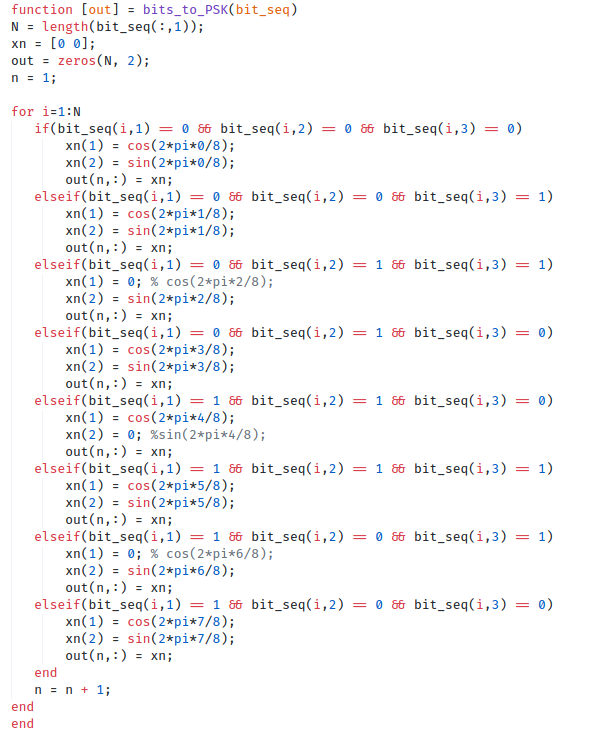 function [out] = bits_to_PSK(bit_seq)
N = length(bit_seq(:,1));
xn = [0 0];
out = zeros(N, 2);
n = 1;

for i=1:N
   if(bit_seq(i,1) == 0 && bit_seq(i,2) == 0 && bit_seq(i,3) == 0)
       xn(1) = cos(2*pi*0/8);
       xn(2) = sin(2*pi*0/8);
       out(n,:) = xn;
   elseif(bit_seq(i,1) == 0 && bit_seq(i,2) == 0 && bit_seq(i,3) == 1)
       xn(1) = cos(2*pi*1/8);
       xn(2) = sin(2*pi*1/8);
       out(n,:) = xn;
   elseif(bit_seq(i,1) == 0 && bit_seq(i,2) == 1 && bit_seq(i,3) == 1)
       xn(1) = 0; % cos(2*pi*2/8);
       xn(2) = sin(2*pi*2/8);
       out(n,:) = xn;
   elseif(bit_seq(i,1) == 0 && bit_seq(i,2) == 1 && bit_seq(i,3) == 0)
       xn(1) = cos(2*pi*3/8);
       xn(2) = sin(2*pi*3/8);
       out(n,:) = xn;
   elseif(bit_seq(i,1) == 1 && bit_seq(i,2) == 1 && bit_seq(i,3) == 0)
       xn(1) = cos(2*pi*4/8);
       xn(2) = 0; %sin(2*pi*4/8);
       out(n,:) = xn;
   elseif(bit_seq(i,1) == 1 && bit_seq(i,2) == 1 && bit_seq(i,3) == 1)
       xn(1) = cos(2*pi*5/8);
       xn(2) = sin(2*pi*5/8);
       out(n,:) = xn;
   elseif(bit_seq(i,1) == 1 && bit_seq(i,2) == 0 && bit_seq(i,3) == 1)
       xn(1) = 0; % cos(2*pi*6/8);
       xn(2) = sin(2*pi*6/8);
       out(n,:) = xn;
   elseif(bit_seq(i,1) == 1 && bit_seq(i,2) == 0 && bit_seq(i,3) == 0)
       xn(1) = cos(2*pi*7/8);
       xn(2) = sin(2*pi*7/8);
       out(n,:) = xn;
   end
   n = n + 1;
end
end